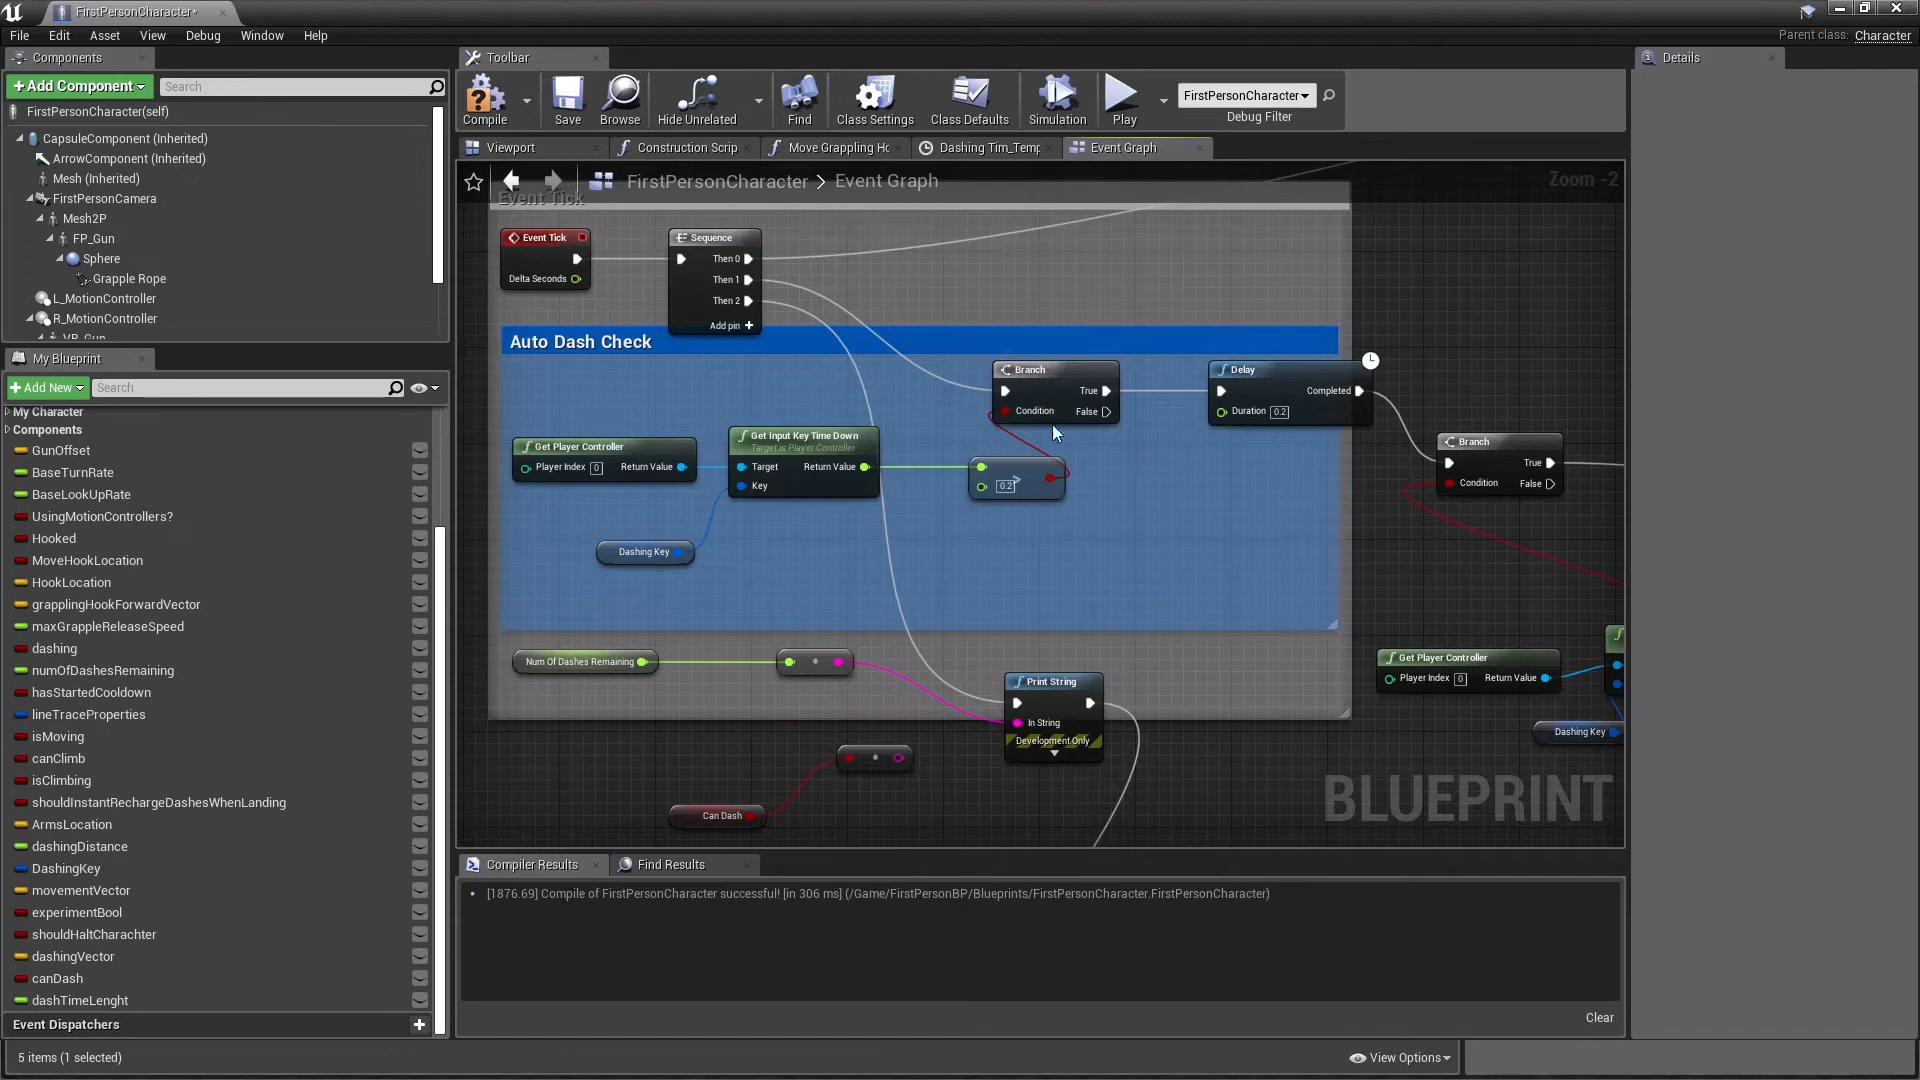 FirstPersonCharacter*
File Edit Asset View Debug Window Help
Parent class: Character
Components
+Add Component
Search
FirstPersonCharacter(self)
CapsuleComponent (Inherited)
ArrowComponent (Inherited)
Mesh (Inherited)
FirstPersonCamera
Mesh2P
FP_Gun
Sphere
Grapple Rope
L_MotionController
R_MotionController
VR_Gun
My Blueprint
+Add New
Search
My Character
Components
GunOffset
BaseTurnRate
BaseLookUpRate
UsingMotionControllers?
Hooked
MoveHookLocation
HookLocation
grapplingHookForwardVector
maxGrappleReleaseSpeed
dashing
numOfDashesRemaining
hasStartedCooldown
lineTraceProperties
isMoving
canClimb
isClimbing
shouldInstantRechargeDashesWhenLanding
ArmsLocation
dashingDistance
DashingKey
movementVector
experimentBool
shouldHaltCharachter
dashingVector
canDash
dashTimeLenght
Event Dispatchers
5 items (1 selected)
View Options
Toolbar
Compile
Save
Browse
Hide Unrelated
Find
Class Settings
Class Defaults
Simulation
Play
FirstPersonCharacter
Debug Filter
Viewport
Construction Scrip
Move Grappling Ho
Dashing Tim_Temp
Event Graph
FirstPersonCharacter > Event Graph
Zoom -2
Event Tick
Event Tick
Delta Seconds
Sequence
Then 0
Then 1
Then 2
Add pin +
Auto Dash Check
Branch
True
Condition
False
Delay
Completed
Duration 0.2
Get Player Controller
Player Index 0
Return Value
Get Input Key Time Down
Target is Player Controller
Target
Return Value
Key
0.2
>
Dashing Key
Branch
True
Condition
False
Num Of Dashes Remaining
Print String
In String
Development Only
Can Dash
Get Player Controller
Player Index 0
Return Value
Dashing Key
BLUEPRINT
Compiler Results
Find Results
[1876.69] Compile of FirstPersonCharacter successful! [in 306 ms] (/Game/FirstPersonBP/Blueprints/FirstPersonCharacter.FirstPersonCharacter)
Clear
Details